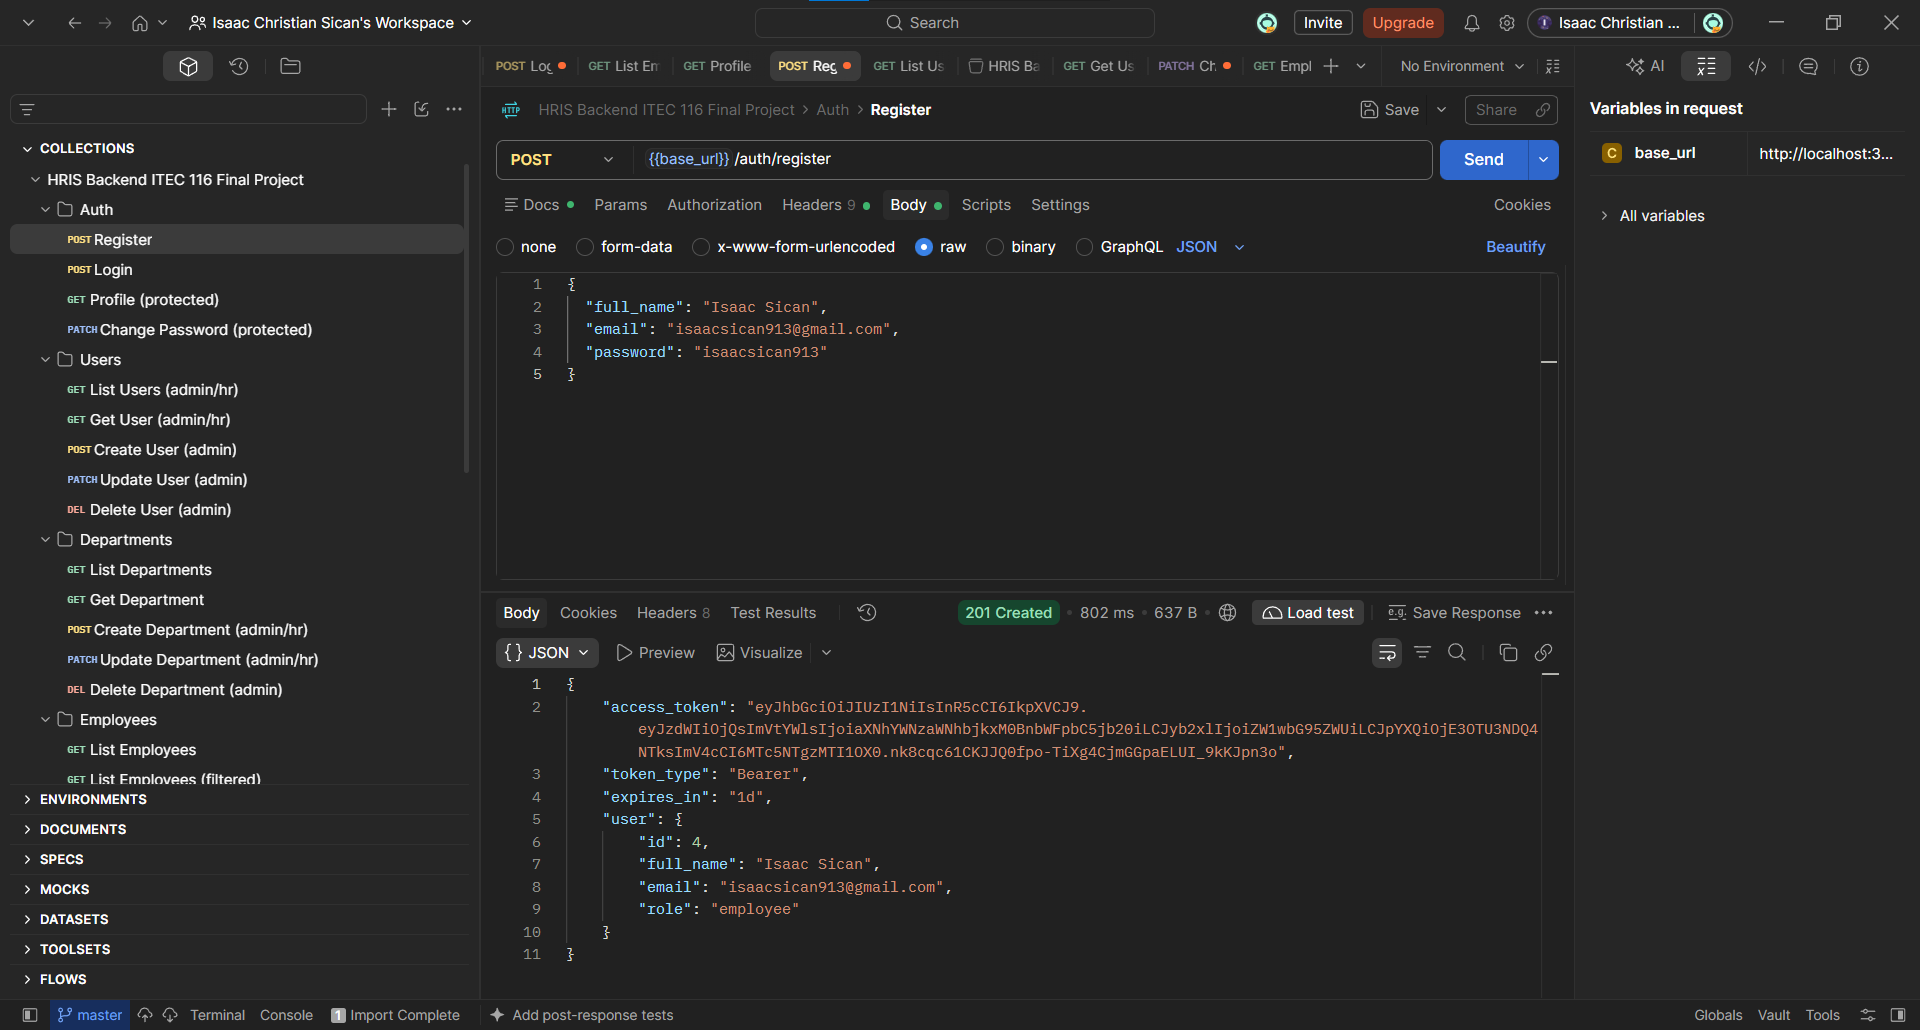 Isaac Christian Sican's Workspace
Search
Invite
Upgrade
Isaac Christian ...
POST Log
GET List Em
GET Profile
POST Reg
GET List Us
HRIS Ba
GET Get Us
PATCH Ch
GET Empl
No Environment
AI
HRIS Backend ITEC 116 Final Project > Auth > Register
Save
Share
POST
{{base_url}} /auth/register
Send
Docs
Params
Authorization
Headers 9
Body
Scripts
Settings
Cookies
none
form-data
x-www-form-urlencoded
raw
binary
GraphQL
JSON
Beautify
1 {
2 "full_name": "Isaac Sican",
3 "email": "isaacsican913@gmail.com",
4 "password": "isaacsican913"
5 }
COLLECTIONS
HRIS Backend ITEC 116 Final Project
Auth
POST Register
POST Login
GET Profile (protected)
PATCH Change Password (protected)
Users
GET List Users (admin/hr)
GET Get User (admin/hr)
POST Create User (admin)
PATCH Update User (admin)
DEL Delete User (admin)
Departments
GET List Departments
GET Get Department
POST Create Department (admin/hr)
PATCH Update Department (admin/hr)
DEL Delete Department (admin)
Employees
GET List Employees
GET List Employees (filtered)
ENVIRONMENTS
DOCUMENTS
SPECS
MOCKS
DATASETS
TOOLSETS
FLOWS
Body
Cookies
Headers 8
Test Results
201 Created
802 ms
637 B
Load test
e.g. Save Response
{} JSON
Preview
Visualize
1 {
2 "access_token": "eyJhbGciOiJIUzI1NiIsInR5cCI6IkpXVCJ9.
eyJzdWIiOjQsImVtYWlsIjoiaXNhYWNzaWNhbjkxM0BnbWFpbC5jb20iLCJyb2xlIjoiZW1wbG95ZWUiLCJpYXQiOjE3OTU3NDQ4
NTksImV4cCI6MTc5NTgzMTI1OX0.nk8cqc61CKJJQ0fpo-TiXg4CjmGGpaELUI_9kKJpn3o",
3 "token_type": "Bearer",
4 "expires_in": "1d",
5 "user": {
6 "id": 4,
7 "full_name": "Isaac Sican",
8 "email": "isaacsican913@gmail.com",
9 "role": "employee"
10 }
11 }
Variables in request
C base_url
http://localhost:3...
All variables
master
Terminal
Console
1 Import Complete
Add post-response tests
Globals
Vault
Tools